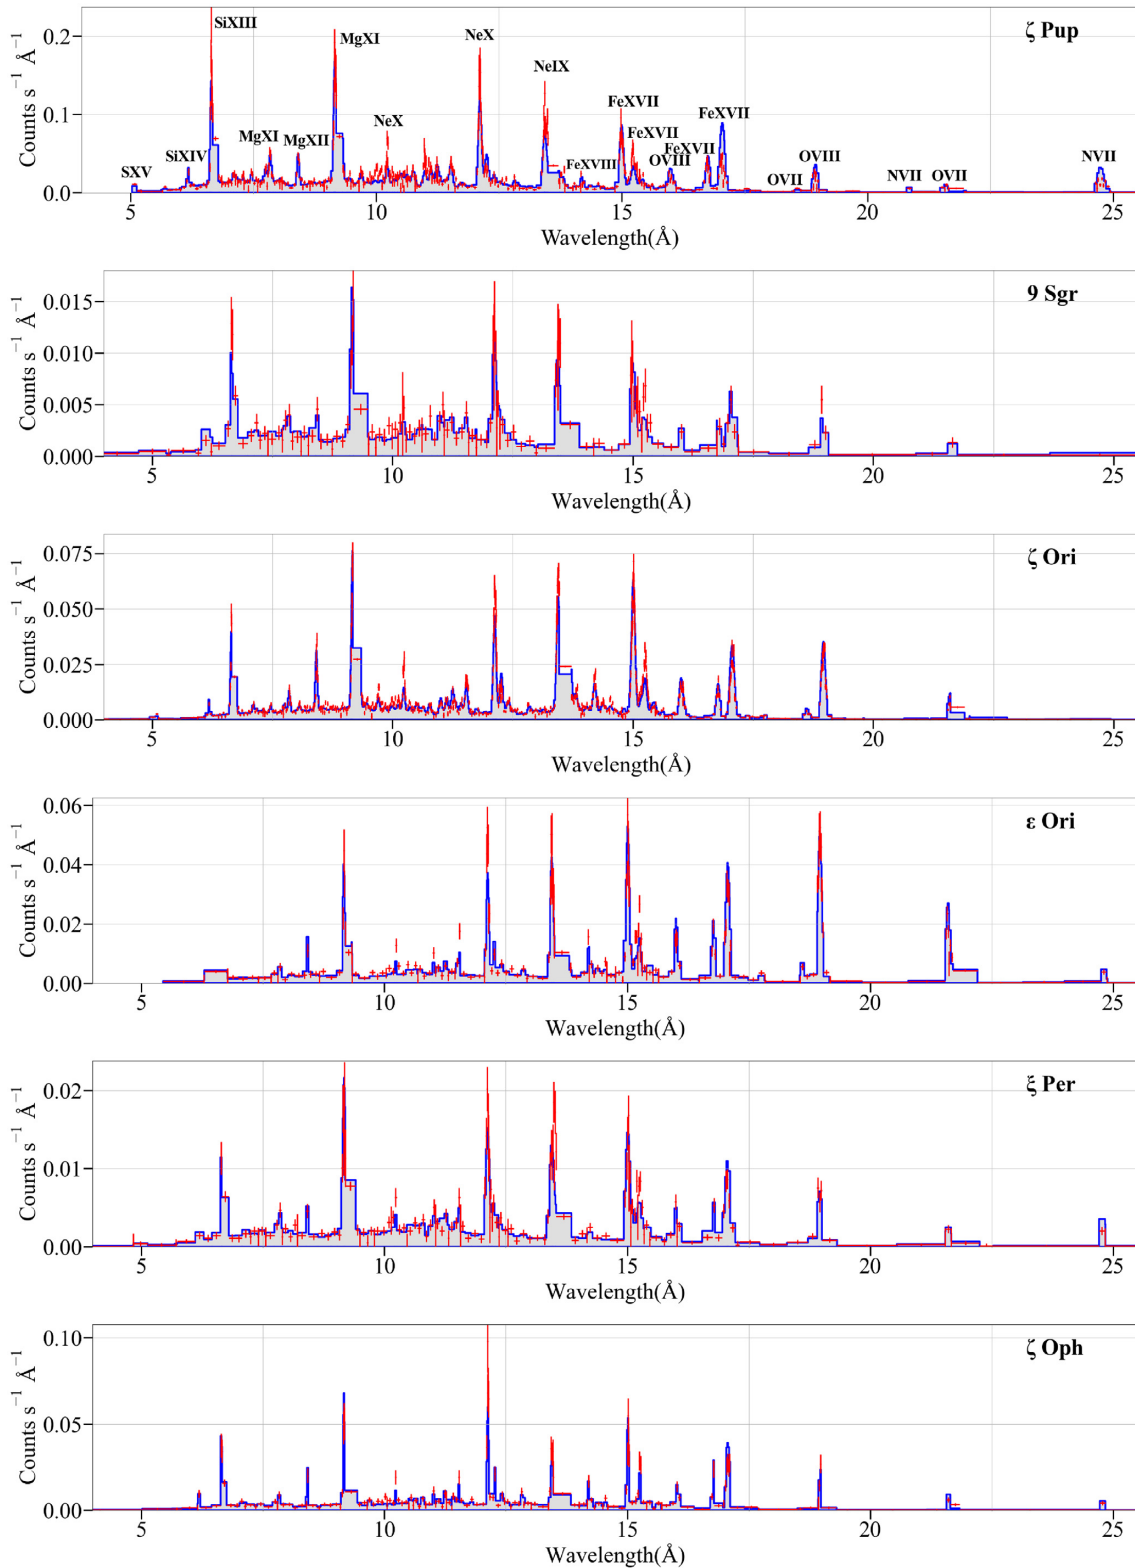 ζ Pup
SiXIII
MgXI
NeX
NeIX
FeXVII
FeXVII
FeXVII
FeXVII
SXV
SiXIV
MgXI
MgXII
NeX
FeXVIII
OVIII
OVII
OVIII
NVII
OVII
NVII
0.2
0.1
0.0
Counts s⁻¹ Å⁻¹
5 10 15 20 25
Wavelength(Å)
9 Sgr
0.015
0.010
0.005
0.000
Counts s⁻¹ Å⁻¹
5 10 15 20 25
Wavelength(Å)
ζ Ori
0.075
0.050
0.025
0.000
Counts s⁻¹ Å⁻¹
5 10 15 20 25
Wavelength(Å)
ε Ori
0.06
0.04
0.02
0.00
Counts s⁻¹ Å⁻¹
5 10 15 20 25
Wavelength(Å)
ξ Per
0.02
0.01
0.00
Counts s⁻¹ Å⁻¹
5 10 15 20 25
Wavelength(Å)
ζ Oph
0.10
0.05
0.00
Counts s⁻¹ Å⁻¹
5 10 15 20 25
Wavelength(Å)